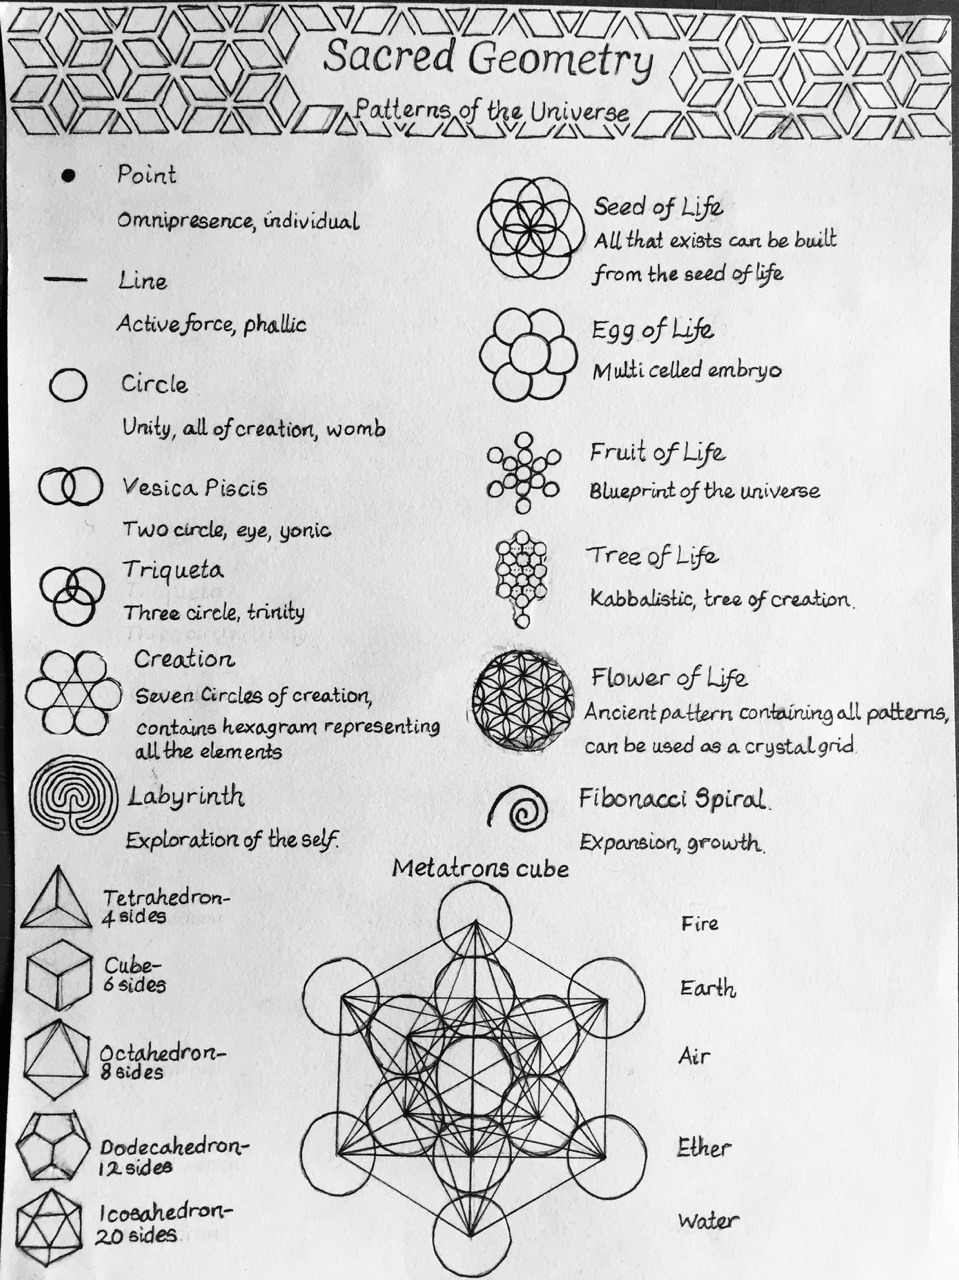 Sacred Geometry
Patterns of the Universe
Point
Omnipresence, individual
Line
Active force, phallic
Circle
Unity, all of creation, womb
Vesica Piscis
Two circle, eye, yonic
Triqueta
Three circle, trinity
Creation
Seven Circles of creation,
contains hexagram representing
all the elements
Labyrinth
Exploration of the self.
Seed of Life
All that exists can be built
from the seed of life
Egg of Life
Multi celled embryo
Fruit of Life
Blueprint of the universe
Tree of Life
Kabbalistic, tree of creation.
Flower of Life
Ancient pattern containing all patterns,
can be used as a crystal grid.
Fibonacci Spiral.
Expansion, growth.
Metatrons cube
Tetrahedron-
4 sides
Cube-
6 sides
Octahedron-
8 sides
Dodecahedron-
12 sides
Icosahedron-
20 sides.
Fire
Earth
Air
Ether
Water